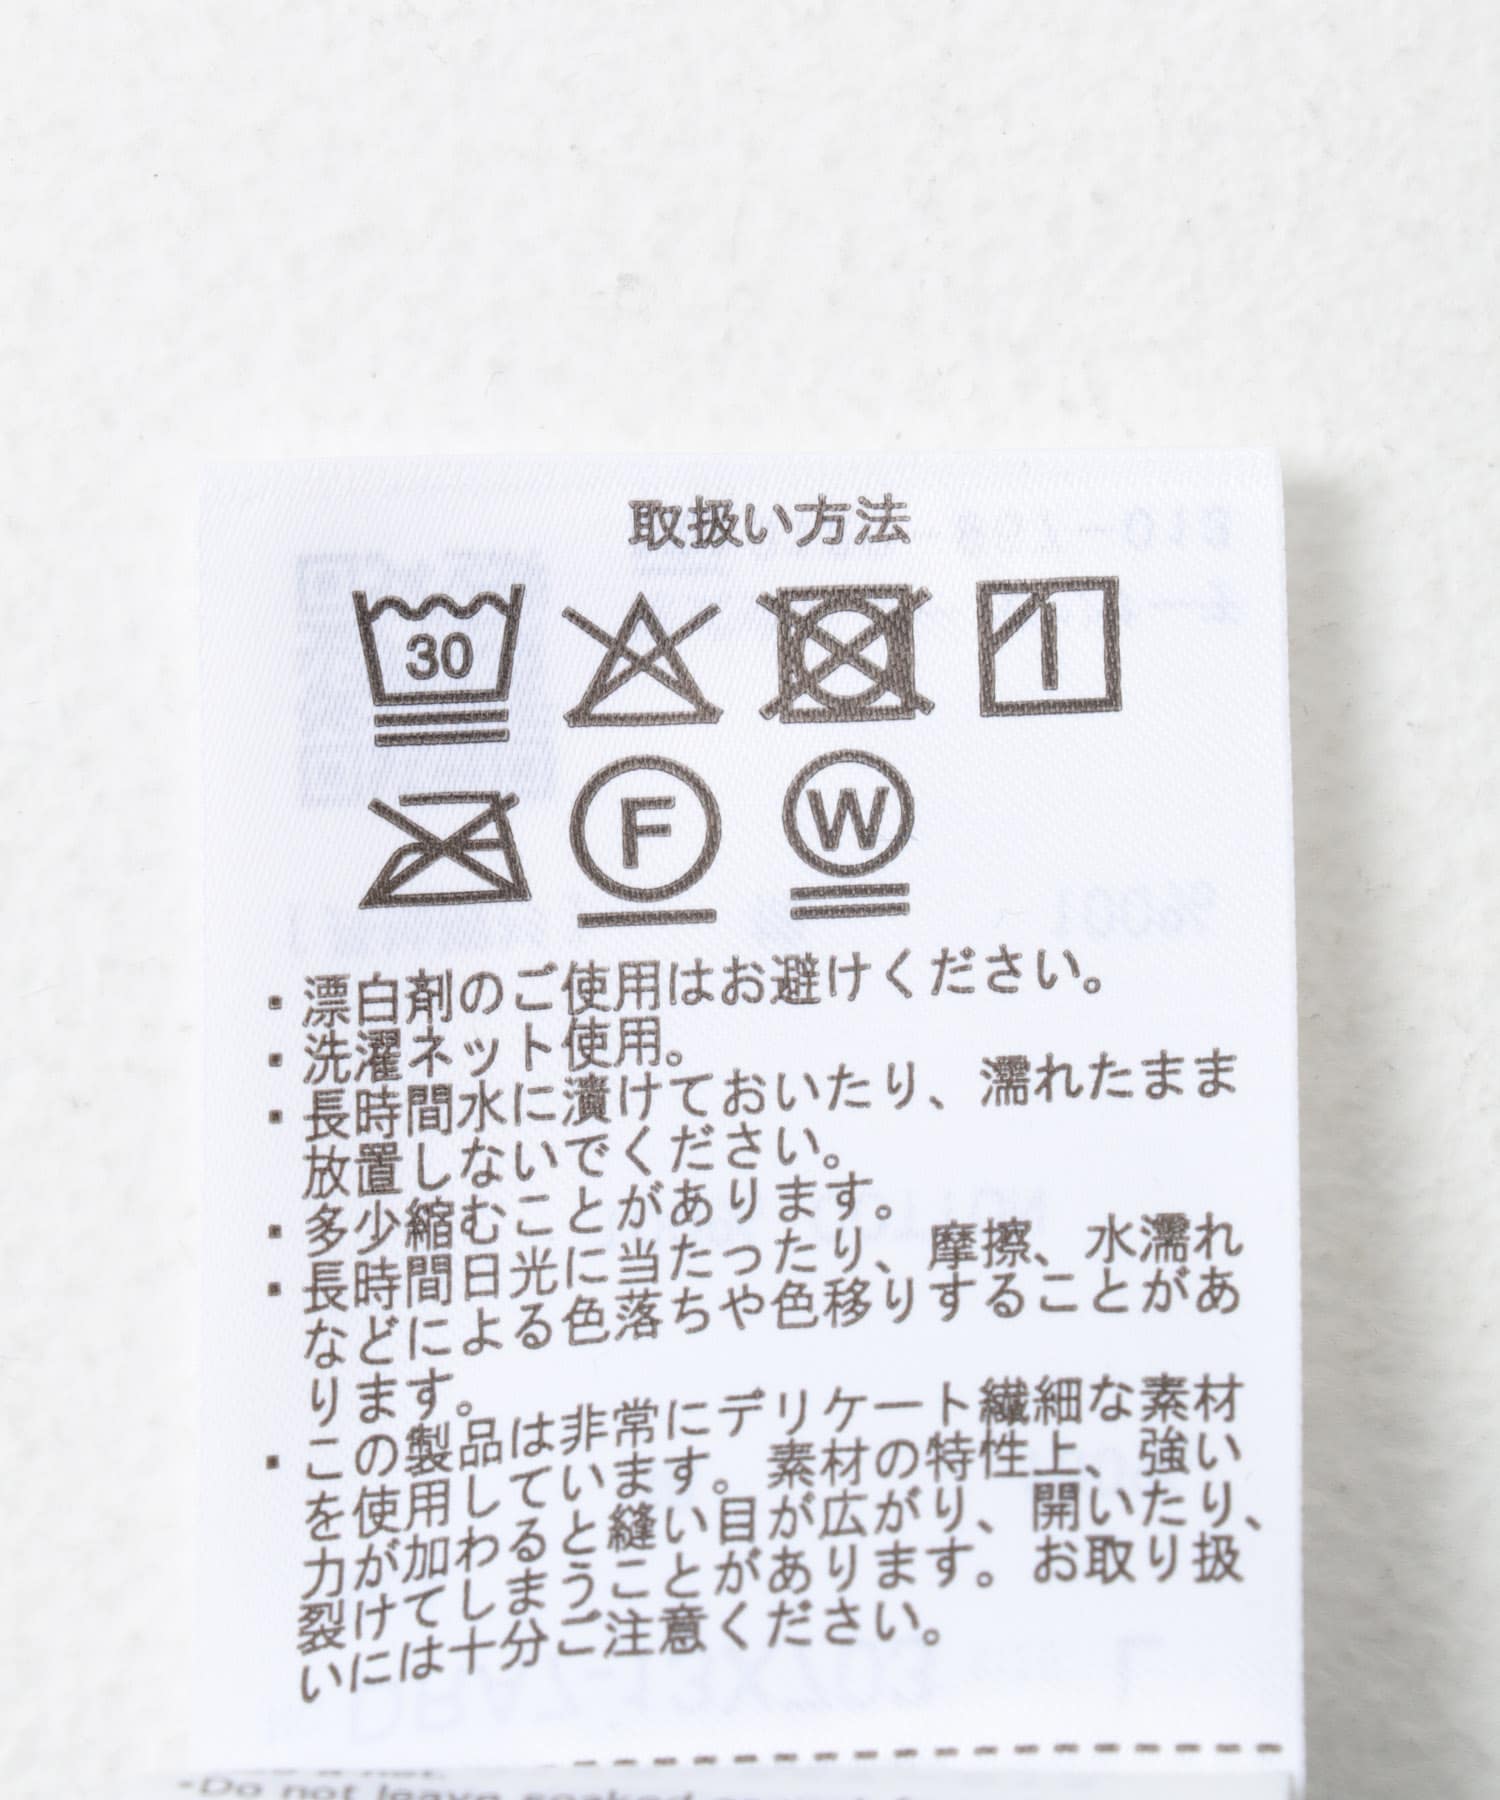 取扱い方法
30
F
W
・漂白剤のご使用はお避けください。
・洗濯ネット使用。
・長時間水に漬けておいたり、濡れたまま
放置しないでください。
・多少縮むことがあります。
・長時間日光に当たったり、摩擦、水濡れ
などによる色落ちや色移りすることがあ
ります。
・この製品は非常にデリケート繊細な素材
を使用しています。素材の特性上、強い
力が加わると縫い目が広がり、開いたり、
裂けてしまうことがあります。お取り扱
いには十分ご注意ください。
*Do not leave soaked